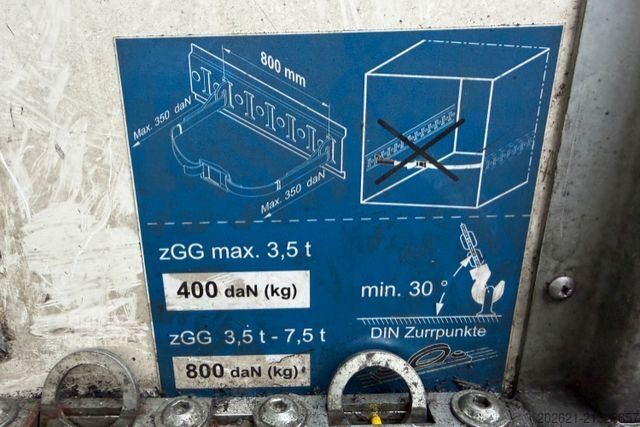 800 mm
Max. 350 daN
Max. 350 daN
zGG max. 3,5 t
400 daN (kg)
min. 30 °
zGG 3,5 t - 7,5 t
DIN Zurrpunkte
800 daN (kg)